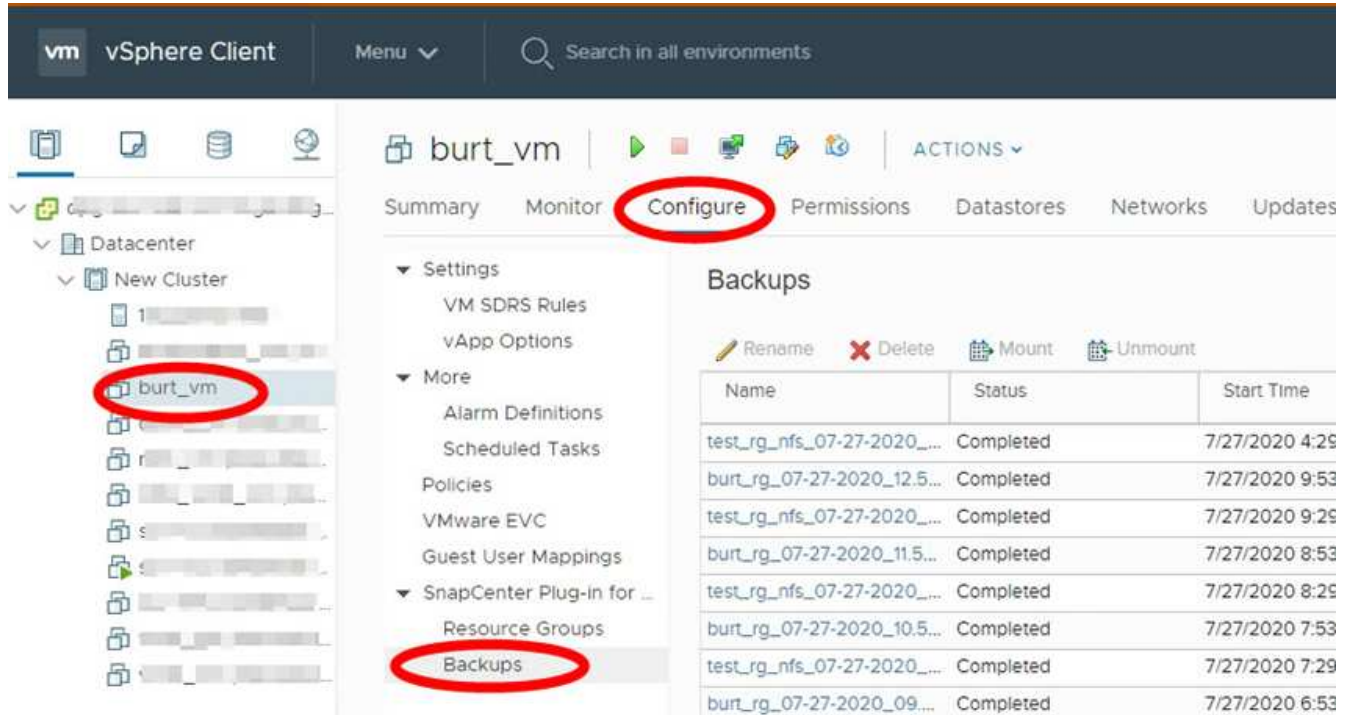 vm vSphere Client Menu Search in all environments
burt_vm ACTIONS
Summary Monitor Configure Permissions Datastores Networks Updates
Datacenter
New Cluster
burt_vm
Settings
VM SDRS Rules
vApp Options
More
Alarm Definitions
Scheduled Tasks
Policies
VMware EVC
Guest User Mappings
SnapCenter Plug-in for ...
Resource Groups
Backups
Backups
Rename Delete Mount Unmount
Name Status Start Time
test_rg_nfs_07-27-2020_... Completed 7/27/2020 4:29
burt_rg_07-27-2020_12.5... Completed 7/27/2020 9:53
test_rg_nfs_07-27-2020_... Completed 7/27/2020 9:29
burt_rg_07-27-2020_11.5... Completed 7/27/2020 8:53
test_rg_nfs_07-27-2020_... Completed 7/27/2020 8:29
burt_rg_07-27-2020_10.5... Completed 7/27/2020 7:53
test_rg_nfs_07-27-2020_... Completed 7/27/2020 7:29
burt_rg_07-27-2020_09.... Completed 7/27/2020 6:53